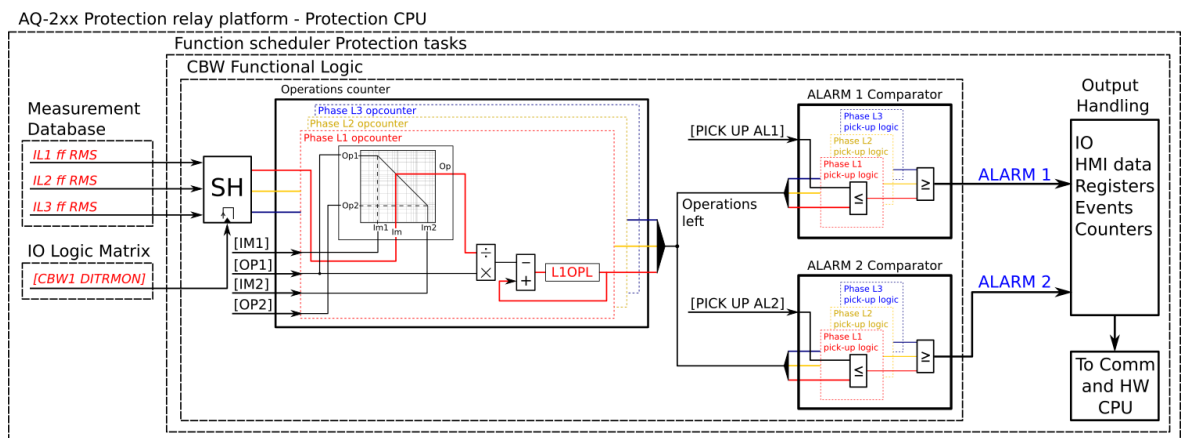 AQ-2xx Protection relay platform - Protection CPU
Function scheduler Protection tasks
CBW Functional Logic
Operations counter
Measurement
Database
IL1 ff RMS
IL2 ff RMS
IL3 ff RMS
IO Logic Matrix
[CBW1 DITRMON]
SH
Phase L3 opcounter
Phase L2 opcounter
Phase L1 opcounter
Op1
Op
Op2
Im1
Im
Im2
[IM1]
[OP1]
[IM2]
[OP2]
÷
×
−
+
L1OPL
Operations
left
ALARM 1 Comparator
[PICK UP AL1]
Phase L3
pick-up logic
Phase L2
pick-up logic
Phase L1
pick-up logic
≤
≥
ALARM 1
ALARM 2 Comparator
[PICK UP AL2]
Phase L3
pick-up logic
Phase L2
pick-up logic
Phase L1
pick-up logic
≤
≥
ALARM 2
Output
Handling
IO
HMI data
Registers
Events
Counters
To Comm
and HW
CPU